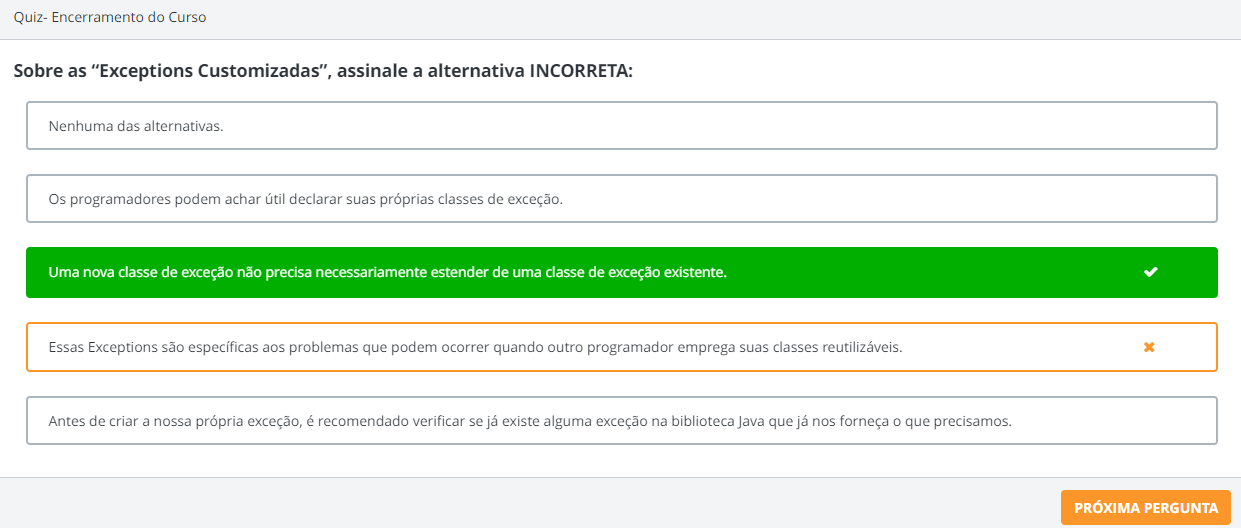 Quiz- Encerramento do Curso
Sobre as “Exceptions Customizadas”, assinale a alternativa INCORRETA:
Nenhuma das alternativas.
Os programadores podem achar útil declarar suas próprias classes de exceção.
Uma nova classe de exceção não precisa necessariamente estender de uma classe de exceção existente.
Essas Exceptions são específicas aos problemas que podem ocorrer quando outro programador emprega suas classes reutilizáveis.
Antes de criar a nossa própria exceção, é recomendado verificar se já existe alguma exceção na biblioteca Java que já nos forneça o que precisamos.
PRÓXIMA PERGUNTA